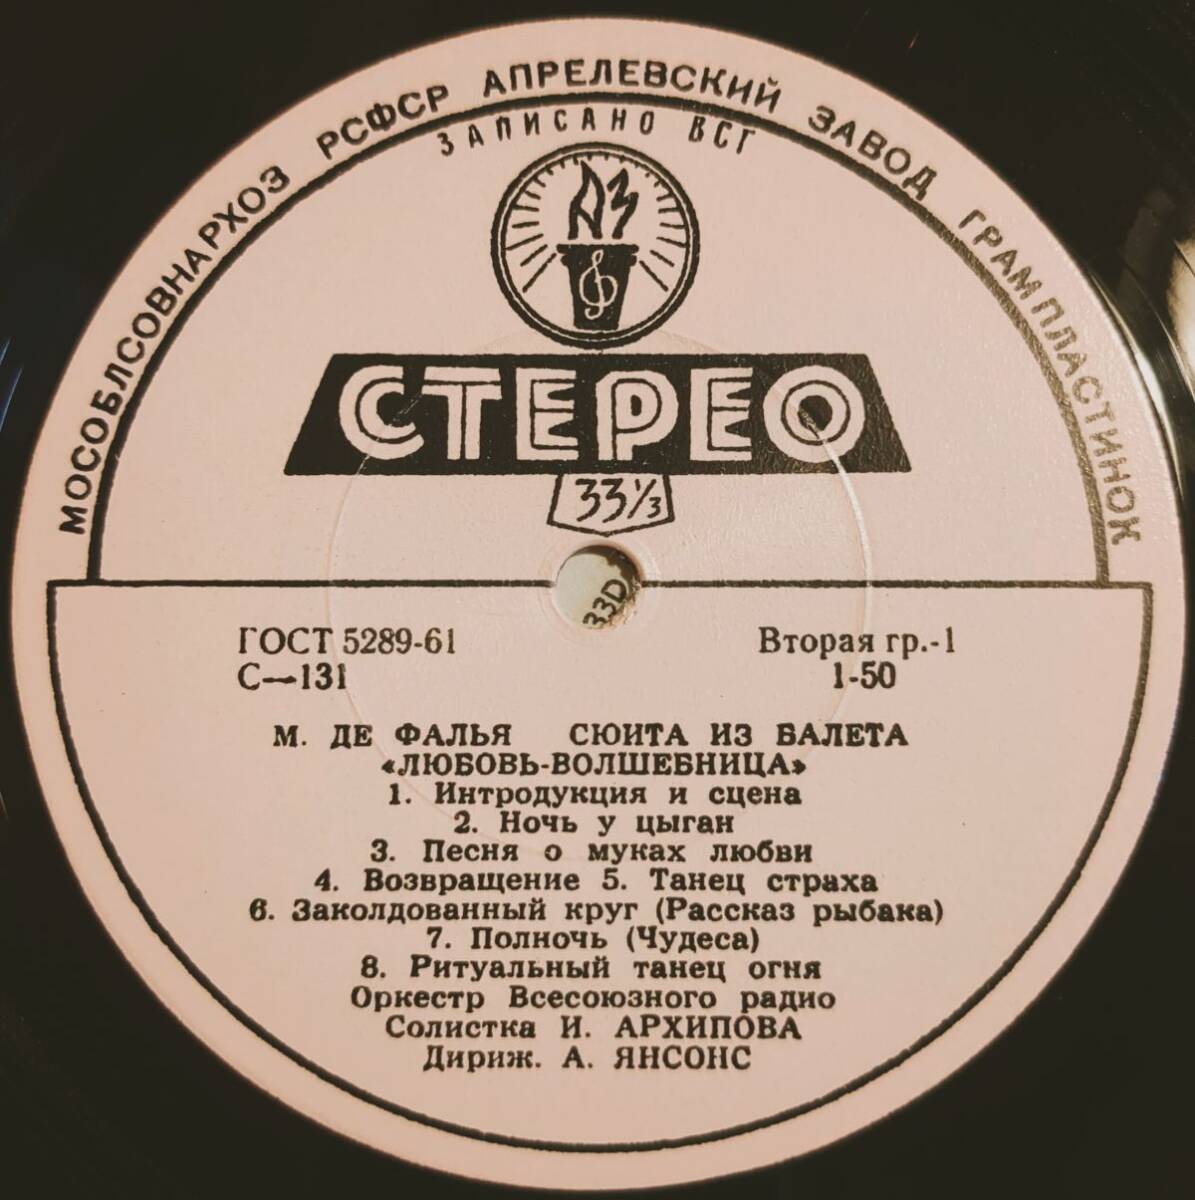 МОСОБЛСОВНАРХОЗ РСФСР АПРЕЛЕВСКИЙ ЗАВОД ГРАМПЛАСТИНОК
ЗАПИСАНО ВСГ
АЗ
СТЕРЕО
33⅓
33D
ГОСТ 5289-61 Вторая гр.-1
С—131 1-50
М. ДЕ ФАЛЬЯ СЮИТА ИЗ БАЛЕТА
«ЛЮБОВЬ-ВОЛШЕБНИЦА»
1. Интродукция и сцена
2. Ночь у цыган
3. Песня о муках любви
4. Возвращение 5. Танец страха
6. Заколдованный круг (Рассказ рыбака)
7. Полночь (Чудеса)
8. Ритуальный танец огня
Оркестр Всесоюзного радио
Солистка И. АРХИПОВА
Дириж. А. ЯНСОНС